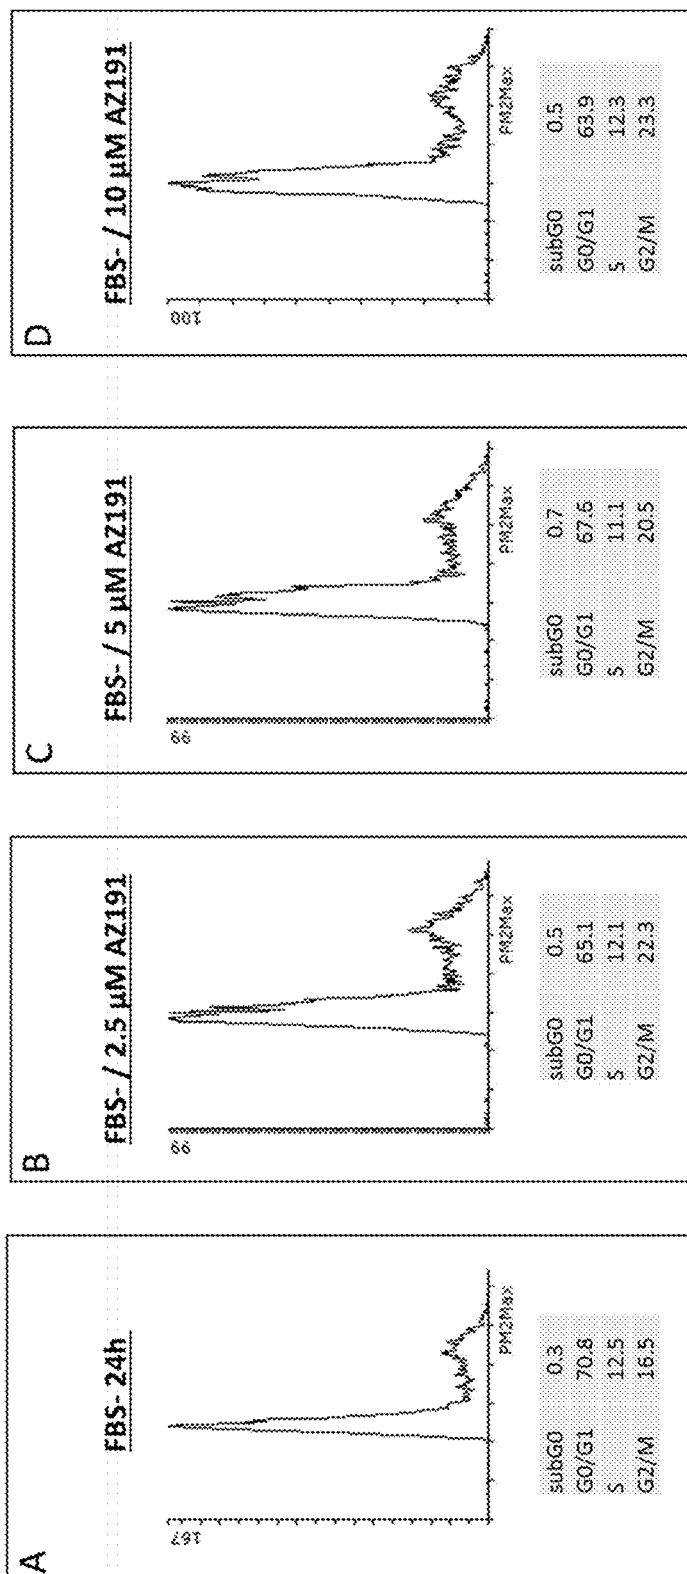 A
FBS- 24h
167
PM2Max
subG0 0.3
G0/G1 70.8
S 12.5
G2/M 16.5
B
FBS- / 2.5 µM AZ191
99
PM2Max
subG0 0.5
G0/G1 65.1
S 12.1
G2/M 22.3
C
FBS- / 5 µM AZ191
99
PM2Max
subG0 0.7
G0/G1 67.6
S 11.1
G2/M 20.5
D
FBS- / 10 µM AZ191
100
PM2Max
subG0 0.5
G0/G1 63.9
S 12.3
G2/M 23.3